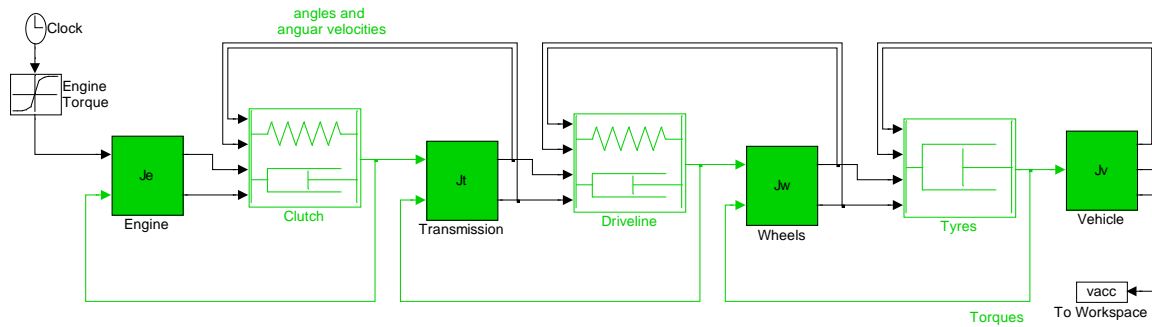 angles and
anguar velocities
Clock
Engine
Torque
Je
Engine
Clutch
Jt
Transmission
Driveline
Jw
Wheels
Tyres
Jv
Vehicle
vacc
To Workspace
Torques